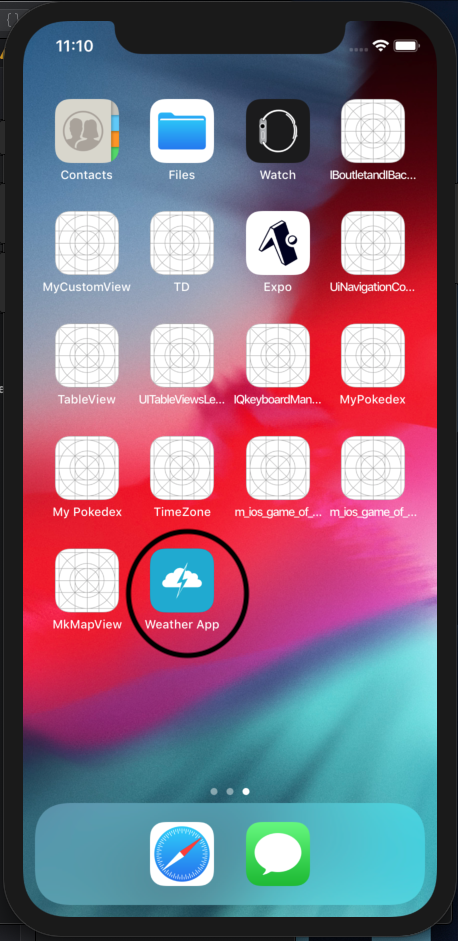 {}
11:10
Contacts
Files
Watch
IBoutletandIBac...
MyCustomView
TD
Expo
UiNavigationCo...
TableView
UITableViewsLe...
IQkeyboardMan...
MyPokedex
My Pokedex
TimeZone
m_ios_game_of_...
m_ios_game_of_...
MkMapView
Weather App